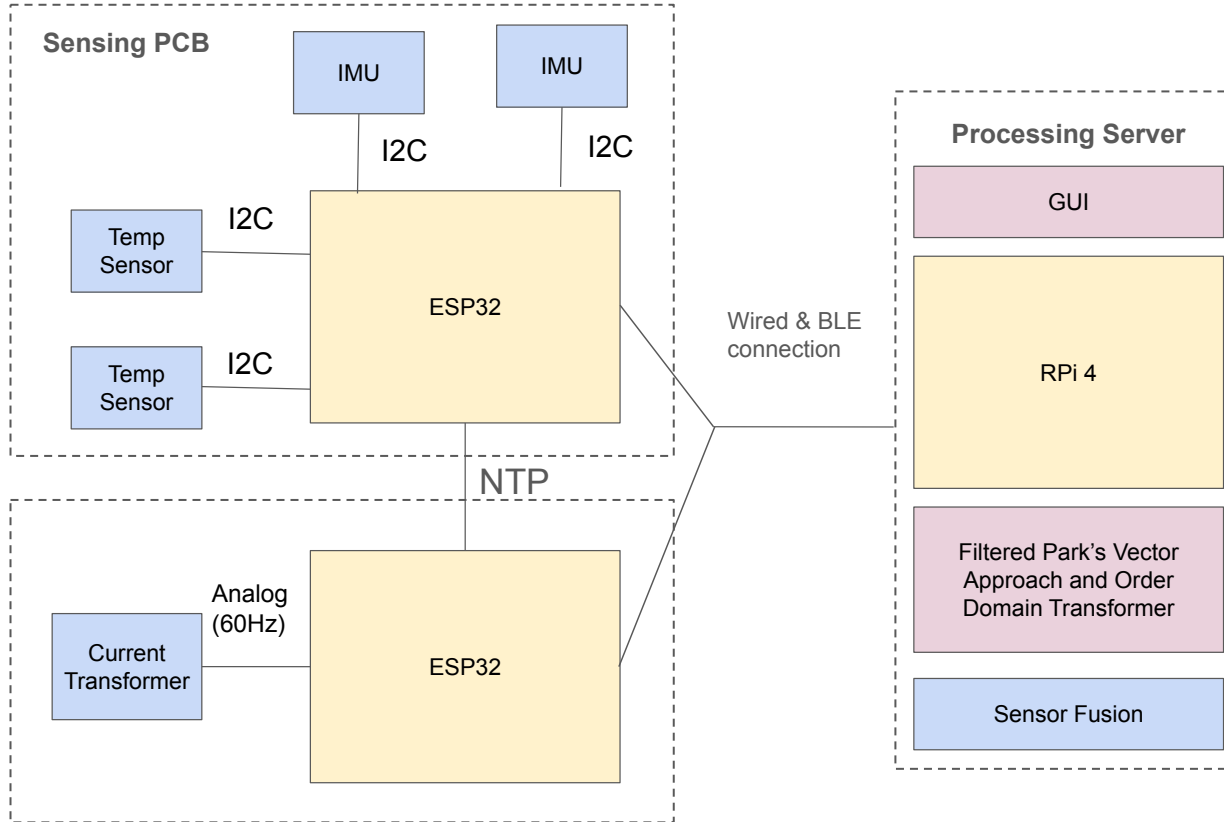 Sensing PCB
IMU
IMU
I2C
I2C
Temp
Sensor
I2C
ESP32
Temp
Sensor
I2C
NTP
Analog
(60Hz)
Current
Transformer
ESP32
Wired & BLE
connection
Processing Server
GUI
RPi 4
Filtered Park’s Vector
Approach and Order
Domain Transformer
Sensor Fusion